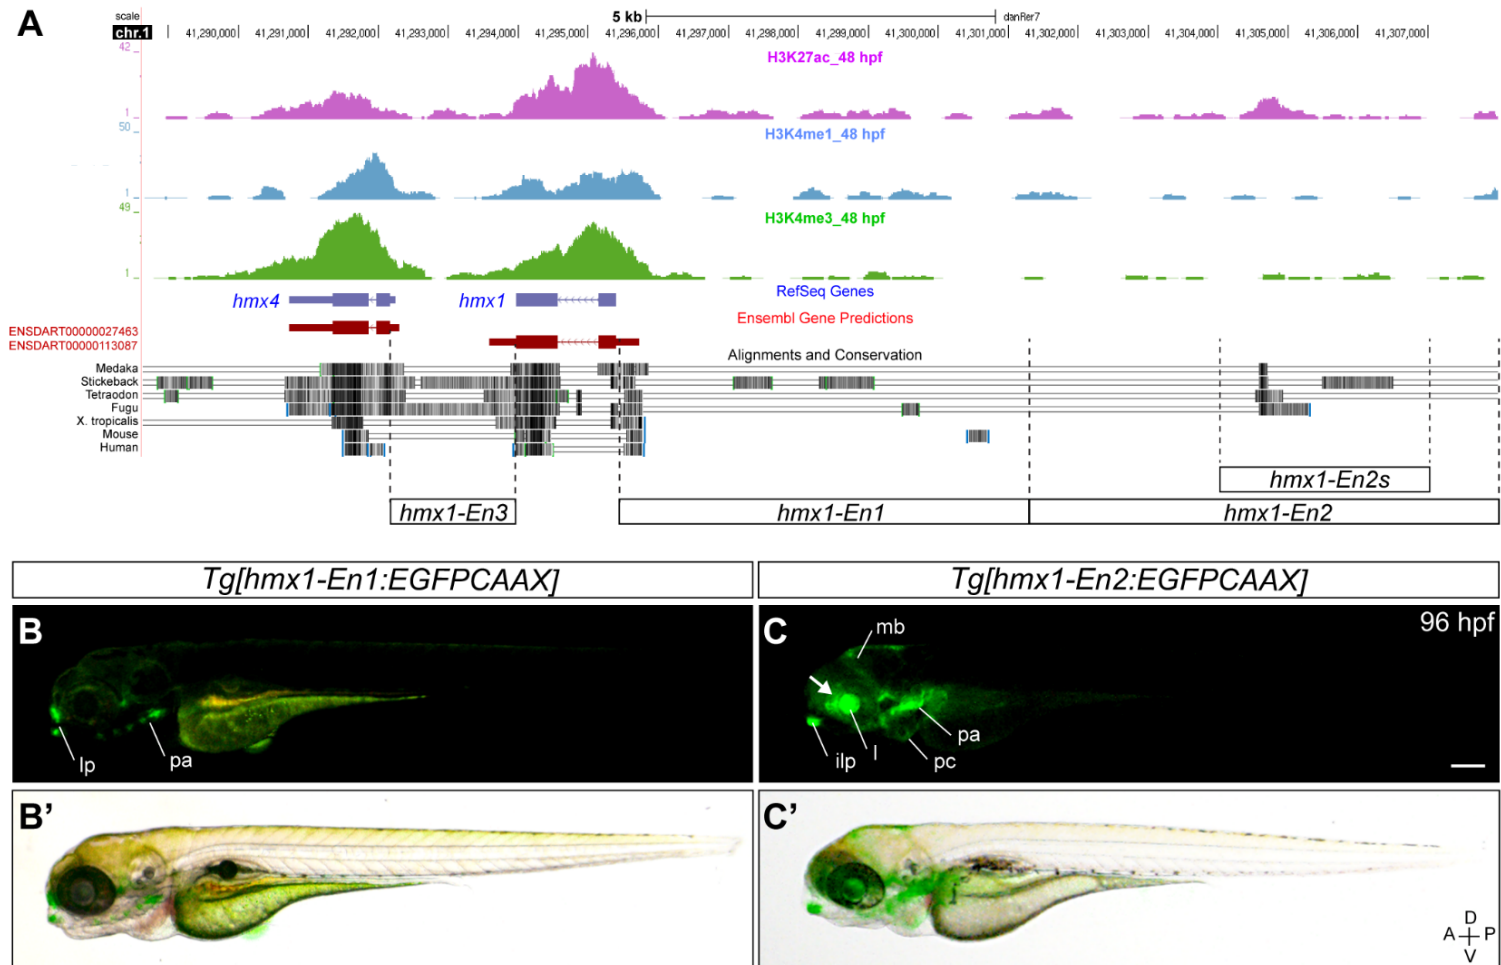 A
scale
5 kb
danRer7
chr.1
41,290,000
41,291,000
41,292,000
41,293,000
41,294,000
41,295,000
41,296,000
41,297,000
41,298,000
41,299,000
41,300,000
41,301,000
41,302,000
41,303,000
41,304,000
41,305,000
41,306,000
41,307,000
42
H3K27ac_48 hpf
1
50
H3K4me1_48 hpf
1
49
H3K4me3_48 hpf
1
RefSeq Genes
hmx4
hmx1
Ensembl Gene Predictions
ENSDART00000027463
ENSDART00000113087
Alignments and Conservation
Medaka
Stickeback
Tetraodon
Fugu
X. tropicalis
Mouse
Human
hmx1-En2s
hmx1-En3
hmx1-En1
hmx1-En2
Tg[hmx1-En1:EGFPCAAX]
Tg[hmx1-En2:EGFPCAAX]
B
lp
pa
C
96 hpf
mb
ilp
l
pc
pa
B’
C’
D
A P
V